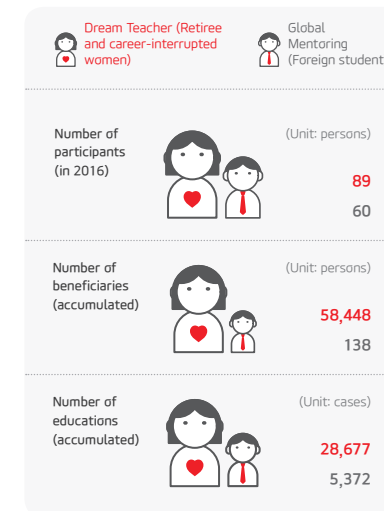 Dream Teacher (Retiree
and career-interrupted
women)
Global
Mentoring
(Foreign student
Number of
participants
(in 2016)
(Unit: persons)
89
60
Number of
beneficiaries
(accumulated)
(Unit: persons)
58,448
138
Number of
educations
(accumulated)
(Unit: cases)
28,677
5,372